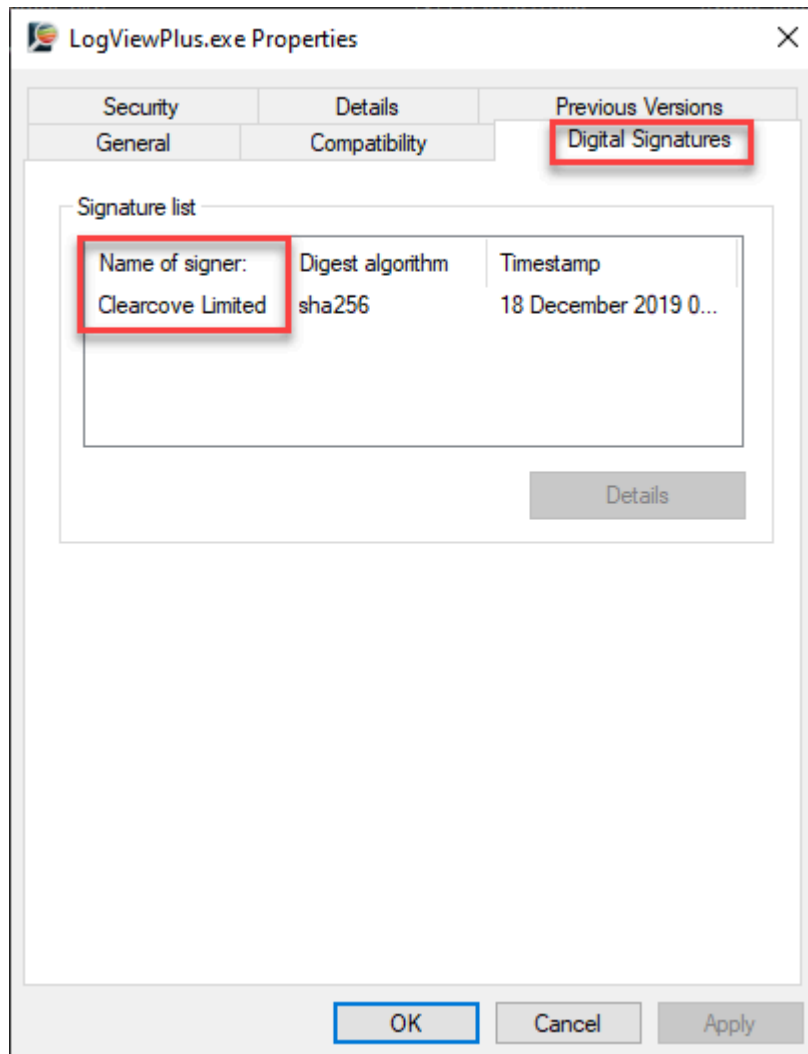 LogViewPlus.exe Properties
Security Details Previous Versions
General Compatibility Digital Signatures
Signature list
Name of signer: Digest algorithm Timestamp
Clearcove Limited sha256 18 December 2019 0...
Details
OK Cancel Apply